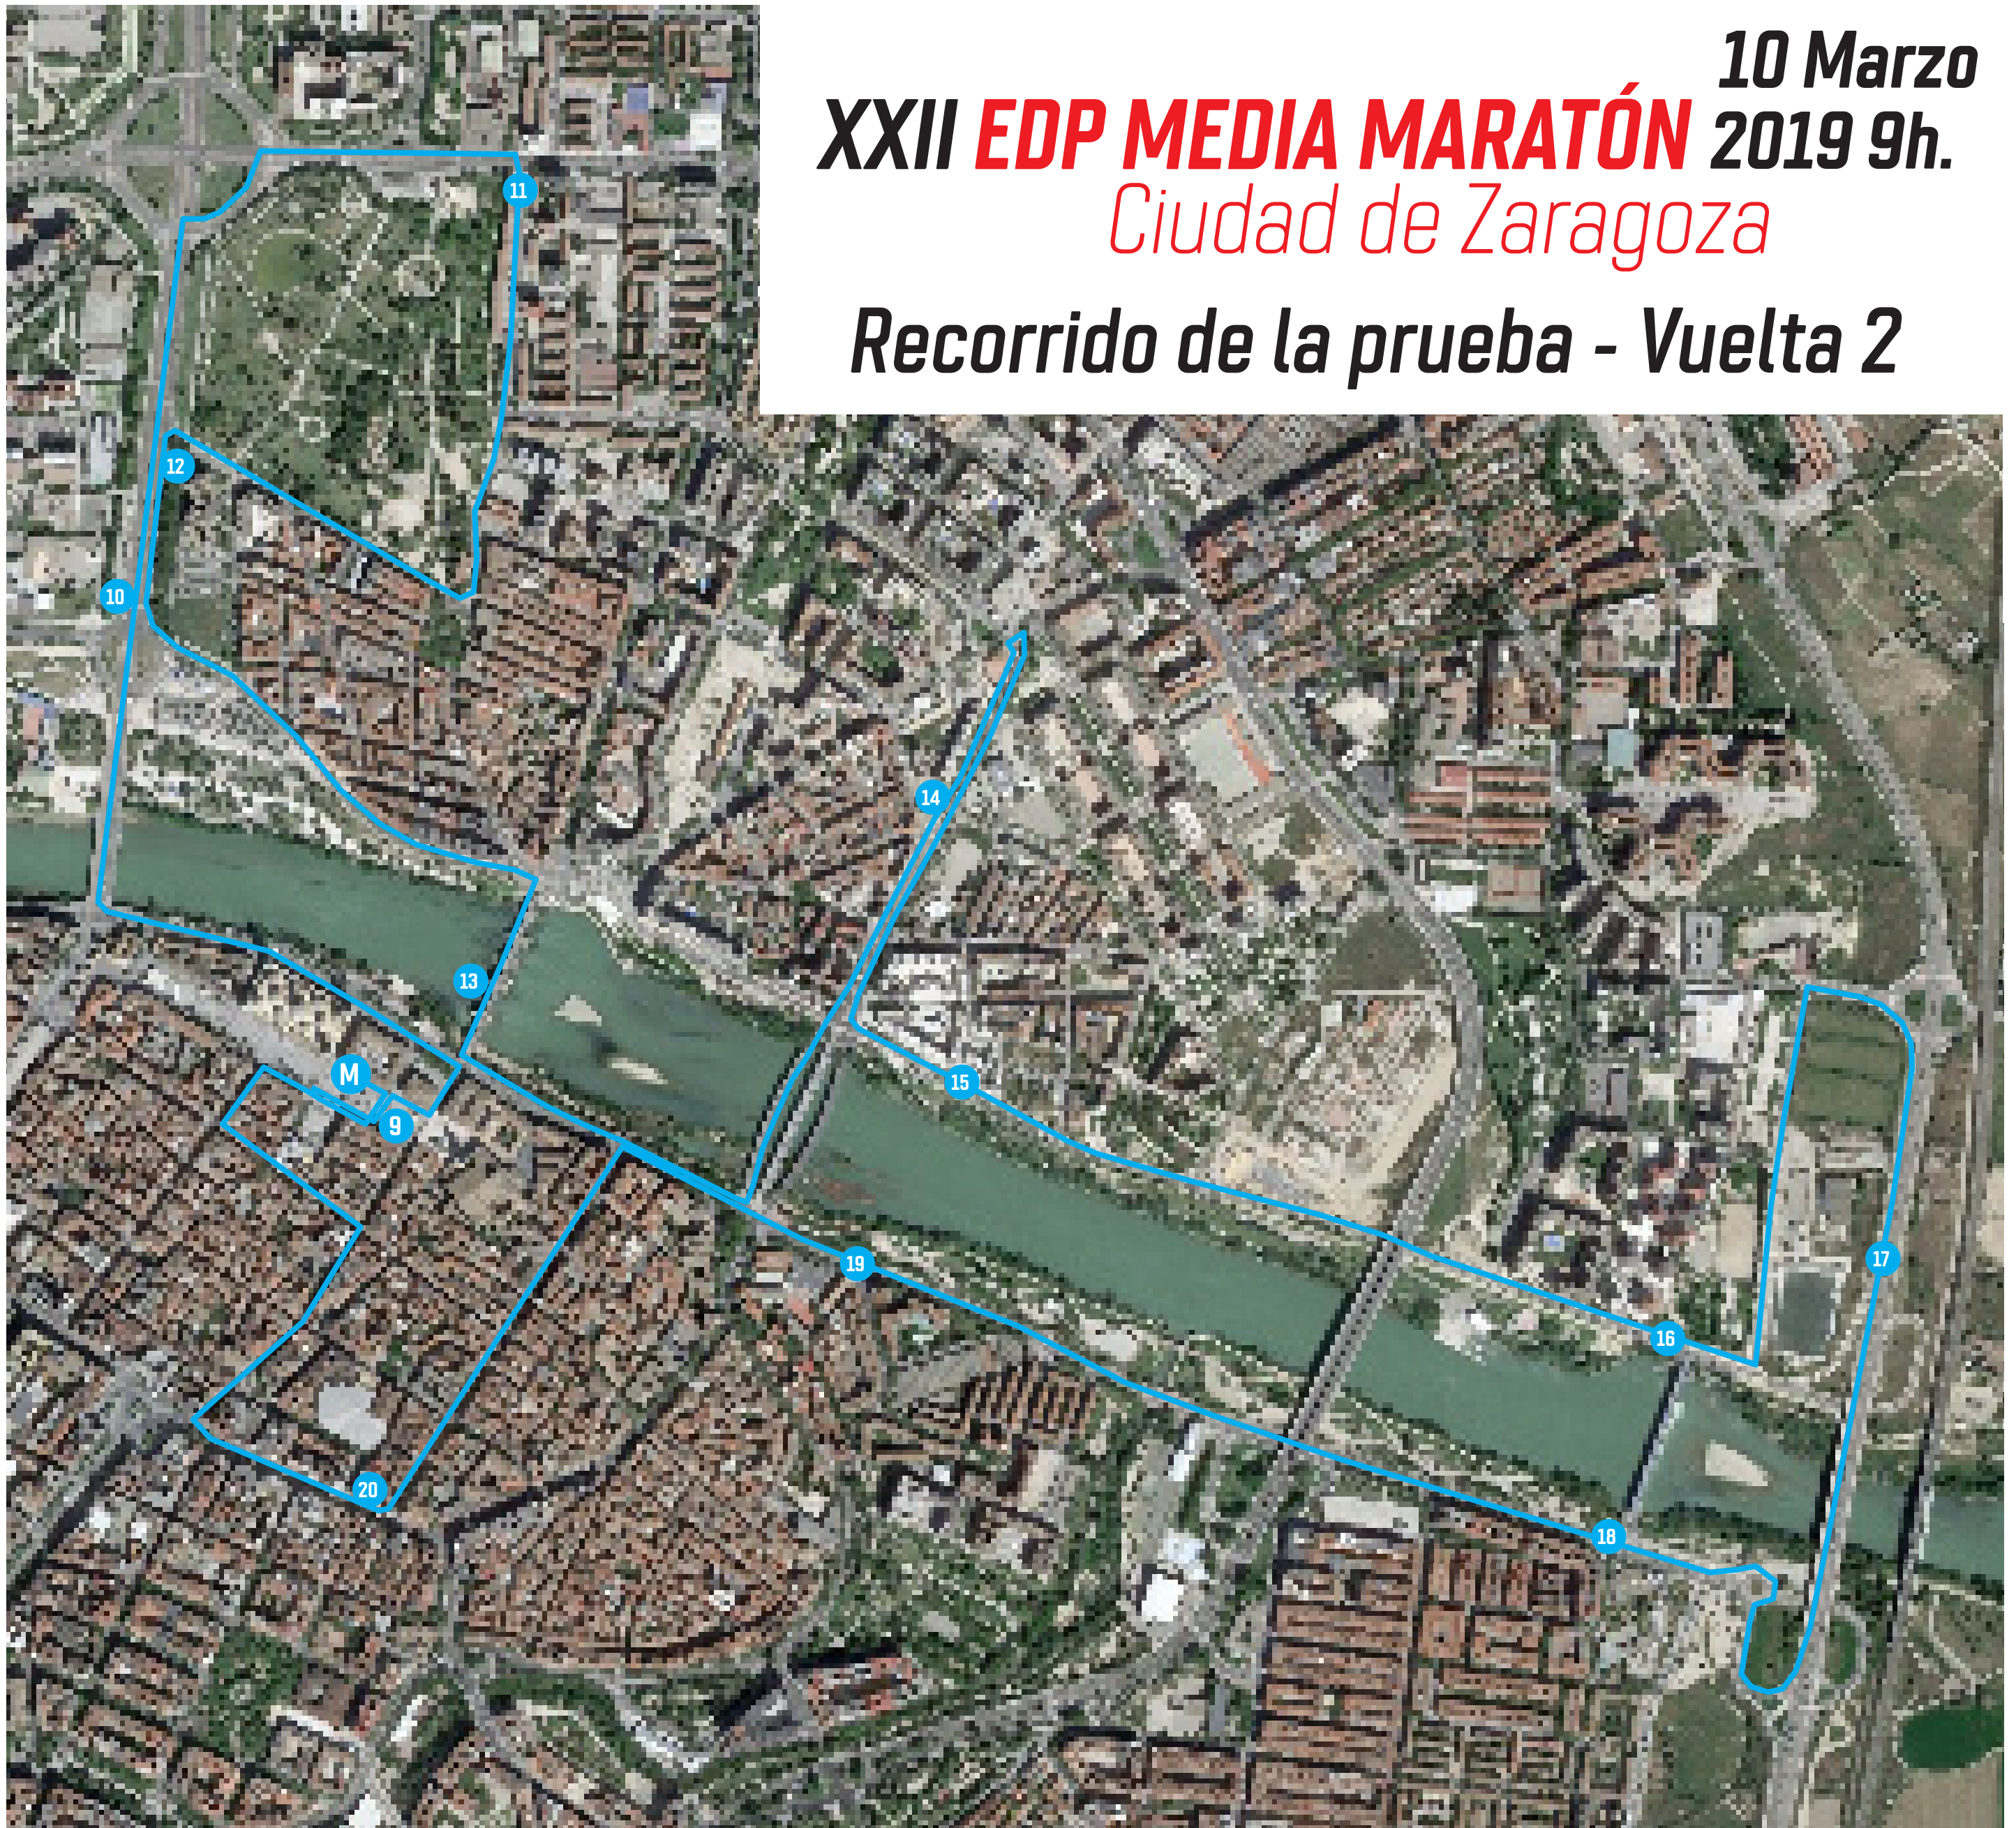 10 Marzo
XXII EDP MEDIA MARATÓN 2019 9h.
Ciudad de Zaragoza
Recorrido de la prueba - Vuelta 2
11
12
10
14
13
M
9
15
19
17
16
20
18